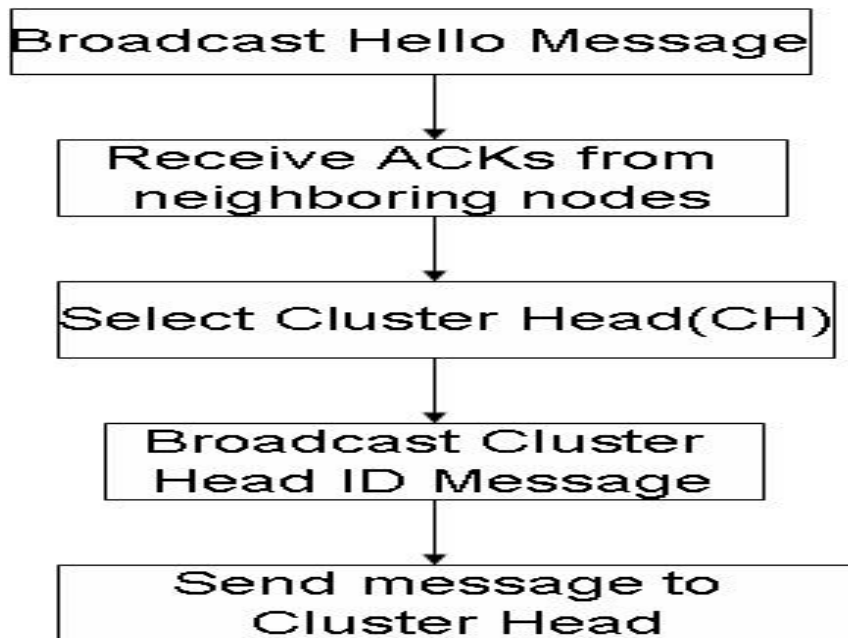 Broadcast Hello Message
Receive ACKs from
neighboring nodes
Select Cluster Head(CH)
Broadcast Cluster
Head ID Message
Send message to
Cluster Head